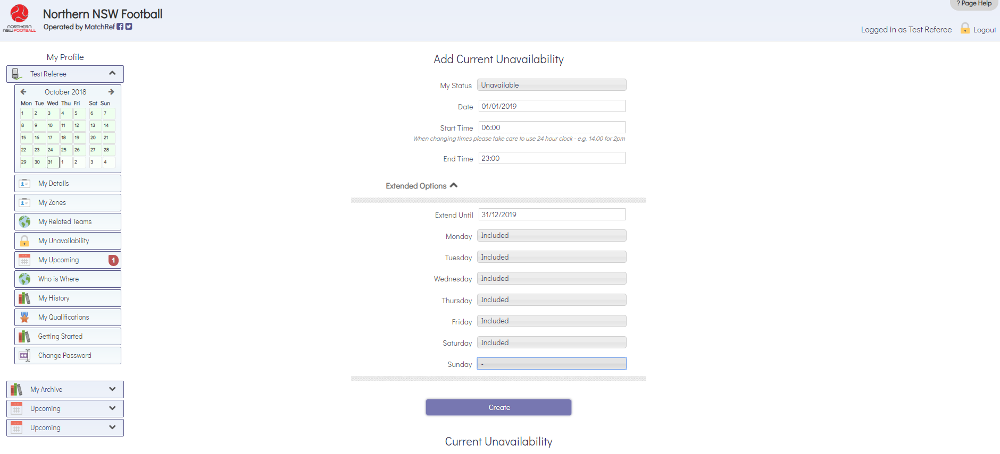 ? Page Help
NORTHERN
NSWFOOTBALL
Northern NSW Football
Operated by MatchRef
Logged in as Test Referee
Logout
My Profile
Test Referee
October 2018
Mon Tue Wed Thu Fri Sat Sun
1 2 3 4 5 6 7
8 9 10 11 12 13 14
15 16 17 18 19 20 21
22 23 24 25 26 27 28
29 30 31 1 2 3 4
My Details
My Zones
My Related Teams
My Unavailability
My Upcoming 1
Who is Where
My History
My Qualifications
Getting Started
Change Password
My Archive
Upcoming
Upcoming
Add Current Unavailability
My Status Unavailable
Date 01/01/2019
Start Time 06:00
When changing times please take care to use 24 hour clock - e.g. 14.00 for 2pm
End Time 23:00
Extended Options
Extend Until 31/12/2019
Monday Included
Tuesday Included
Wednesday Included
Thursday Included
Friday Included
Saturday Included
Sunday -
Create
Current Unavailability